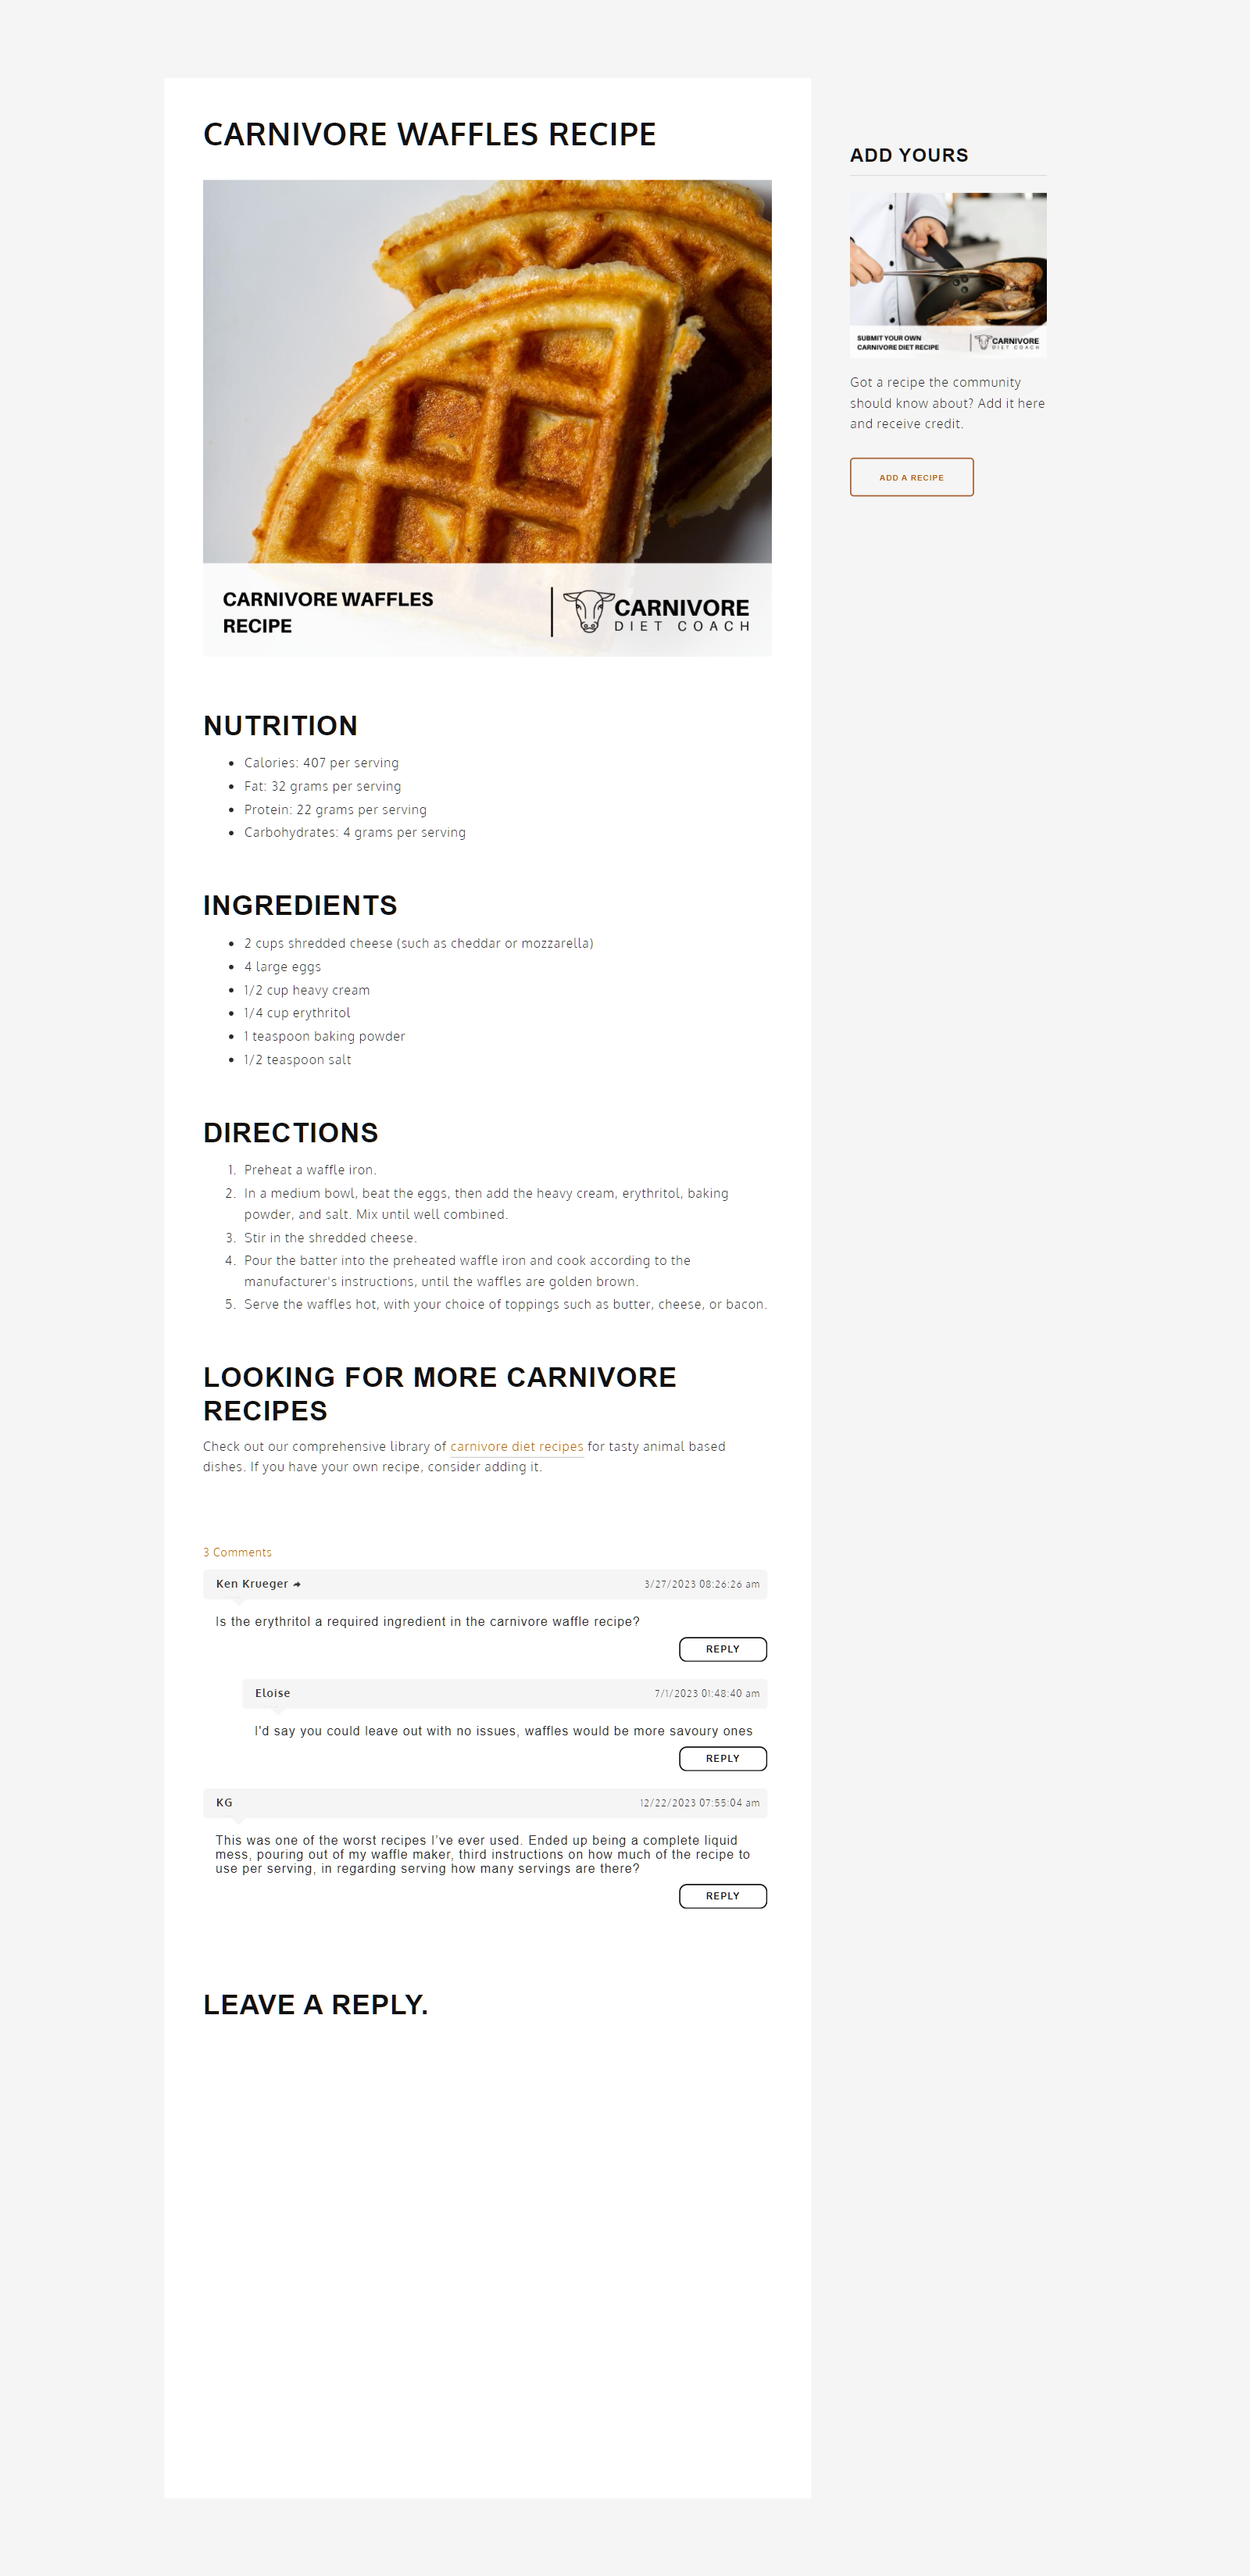 CARNIVORE WAFFLES RECIPE
CARNIVORE WAFFLES
RECIPE
CARNIVORE
DIET COACH
NUTRITION
Calories: 407 per serving
Fat: 32 grams per serving
Protein: 22 grams per serving
Carbohydrates: 4 grams per serving
INGREDIENTS
2 cups shredded cheese (such as cheddar or mozzarella)
4 large eggs
1/2 cup heavy cream
1/4 cup erythritol
1 teaspoon baking powder
1/2 teaspoon salt
DIRECTIONS
1. Preheat a waffle iron.
2. In a medium bowl, beat the eggs, then add the heavy cream, erythritol, baking
powder, and salt. Mix until well combined.
3. Stir in the shredded cheese.
4. Pour the batter into the preheated waffle iron and cook according to the
manufacturer's instructions, until the waffles are golden brown.
5. Serve the waffles hot, with your choice of toppings such as butter, cheese, or bacon.
LOOKING FOR MORE CARNIVORE
RECIPES
Check out our comprehensive library of carnivore diet recipes for tasty animal based
dishes. If you have your own recipe, consider adding it.
3 Comments
Ken Krueger 3/27/2023 08:26:26 am
Is the erythritol a required ingredient in the carnivore waffle recipe?
REPLY
Eloise 7/1/2023 01:48:40 am
I'd say you could leave out with no issues, waffles would be more savoury ones
REPLY
KG 12/22/2023 07:55:04 am
This was one of the worst recipes I've ever used. Ended up being a complete liquid
mess, pouring out of my waffle maker, third instructions on how much of the recipe to
use per serving, in regarding serving how many servings are there?
REPLY
LEAVE A REPLY.
ADD YOURS
SUBMIT YOUR OWN
CARNIVORE DIET RECIPE
CARNIVORE
DIET COACH
Got a recipe the community
should know about? Add it here
and receive credit.
ADD A RECIPE